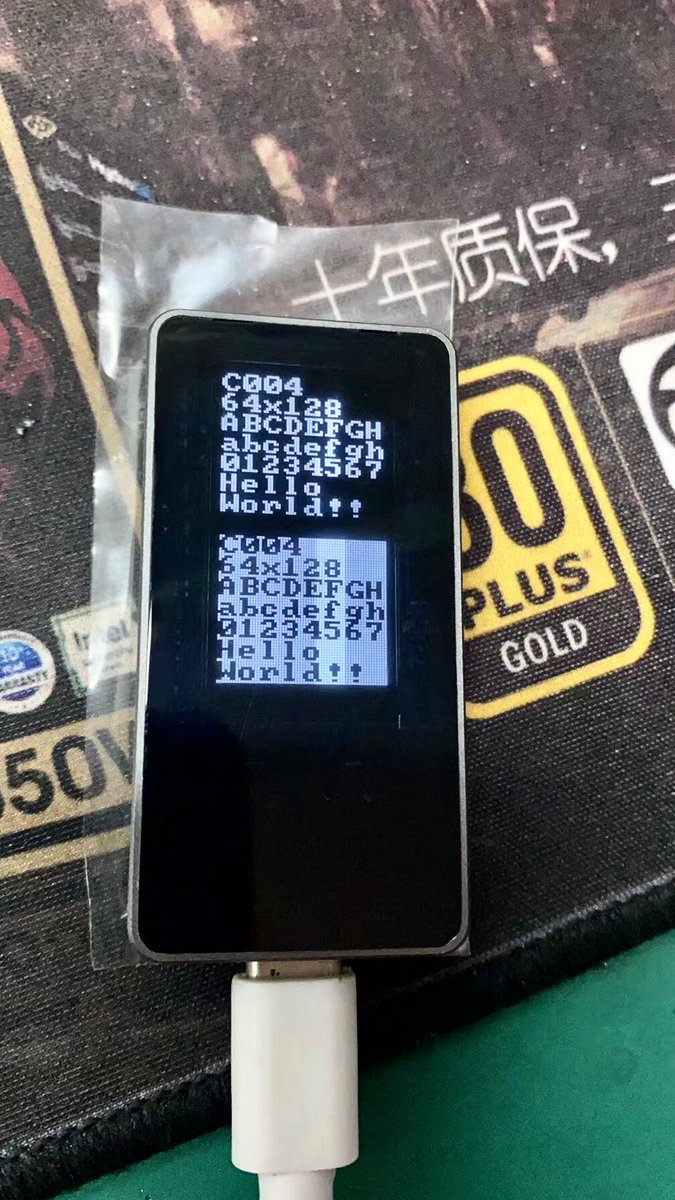 十年质保,
C004
64x128
ABCDEFGH
abcdefgh
01234567
Hello
World!!
C004
64x128
ABCDEFGH
abcdefgh
01234567
Hello
World!!
80
PLUS
GOLD
intel